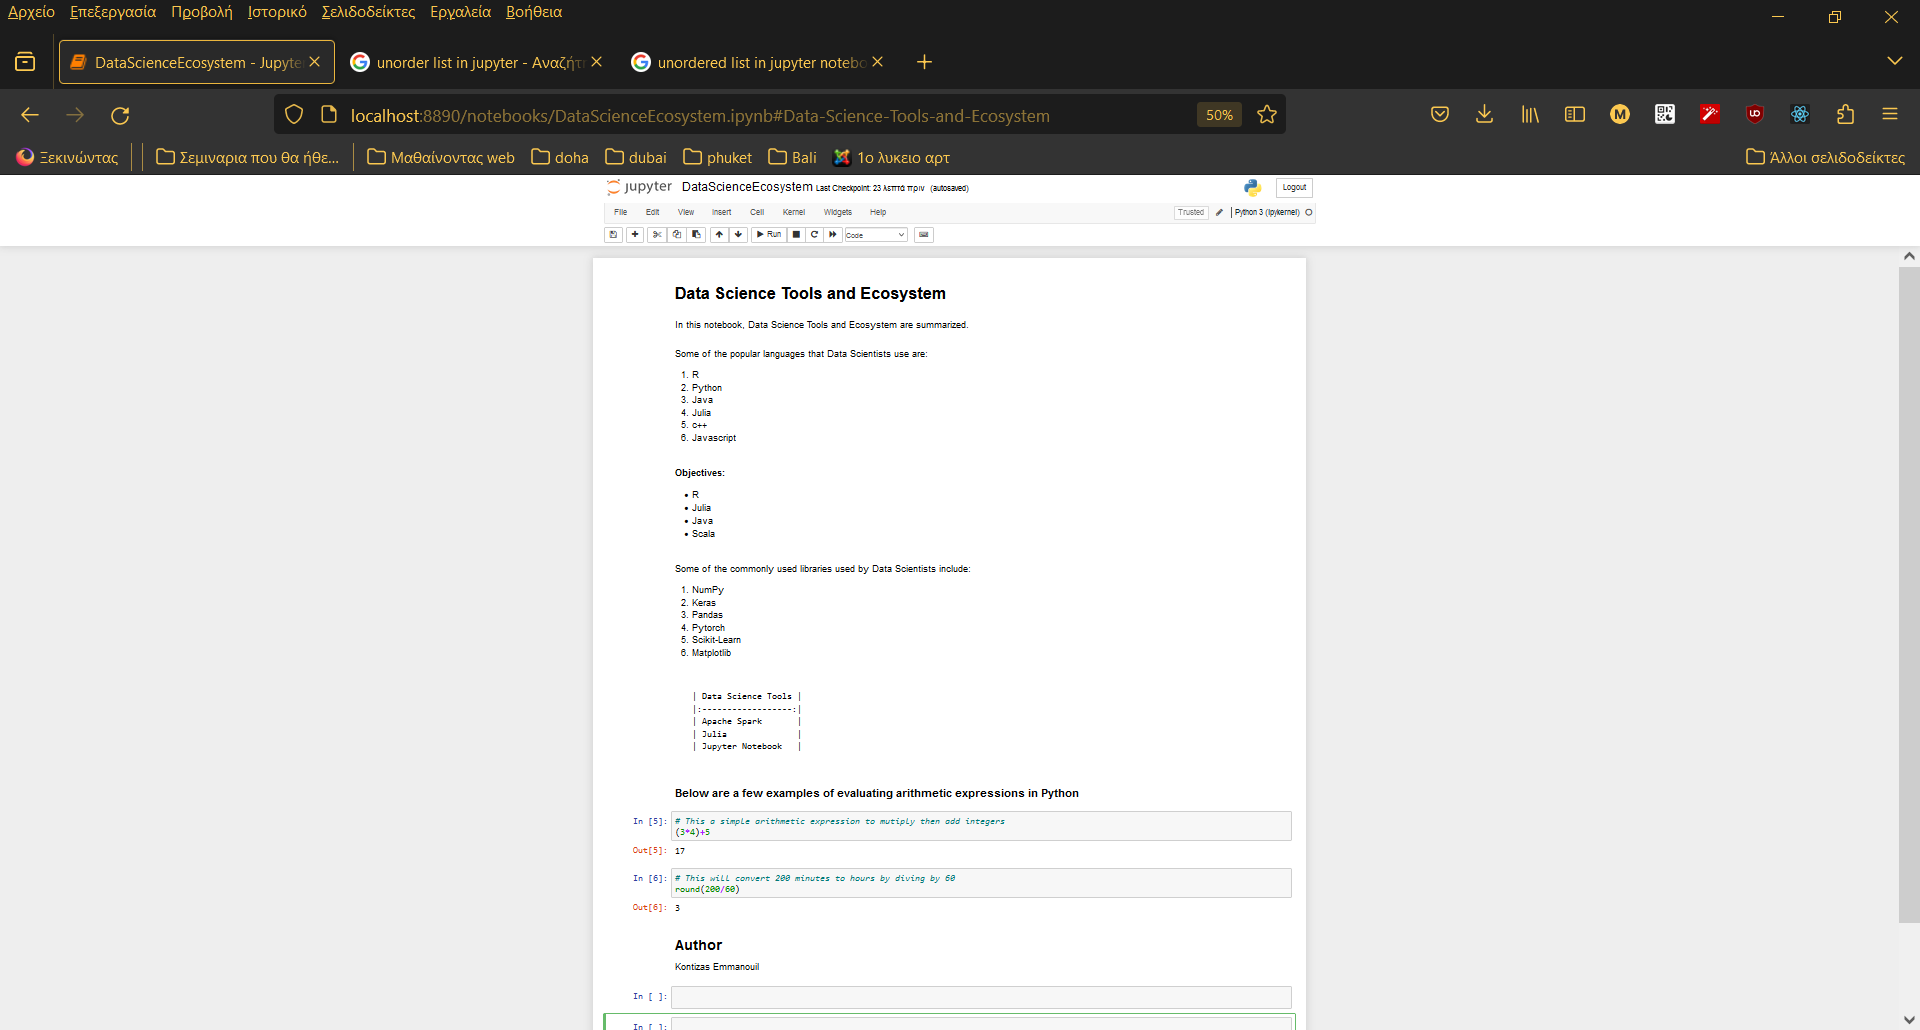 Αρχείο Επεξεργασία Προβολή Ιστορικό Σελιδοδείκτες Εργαλεία Βοήθεια
DataScienceEcosystem - Jupyte
unorder list in jupyter - Αναζήτ
unordered list in jupyter notebo
localhost:8890/notebooks/DataScienceEcosystem.ipynb#Data-Science-Tools-and-Ecosystem 50%
Ξεκινώντας Σεμιναρια που θα ήθε... Μαθαίνοντας web doha dubai phuket Bali 1ο λυκειο αρτ Άλλοι σελιδοδείκτες
jupyter DataScienceEcosystem Last Checkpoint: 23 λεπτά πριν (autosaved) Logout
File Edit View Insert Cell Kernel Widgets Help Trusted Python 3 (ipykernel)
Run Code
Data Science Tools and Ecosystem
In this notebook, Data Science Tools and Ecosystem are summarized.
Some of the popular languages that Data Scientists use are:
1. R
2. Python
3. Java
4. Julia
5. c++
6. Javascript
Objectives:
• R
• Julia
• Java
• Scala
Some of the commonly used libraries used by Data Scientists include:
1. NumPy
2. Keras
3. Pandas
4. Pytorch
5. Scikit-Learn
6. Matplotlib
| Data Science Tools |
|:------------------:|
| Apache Spark |
| Julia |
| Jupyter Notebook |
Below are a few examples of evaluating arithmetic expressions in Python
In [5]: # This a simple arithmetic expression to mutiply then add integers
(3*4)+5
Out[5]: 17
In [6]: # This will convert 200 minutes to hours by diving by 60
round(200/60)
Out[6]: 3
Author
Kontizas Emmanouil
In [ ]:
In [ ]: